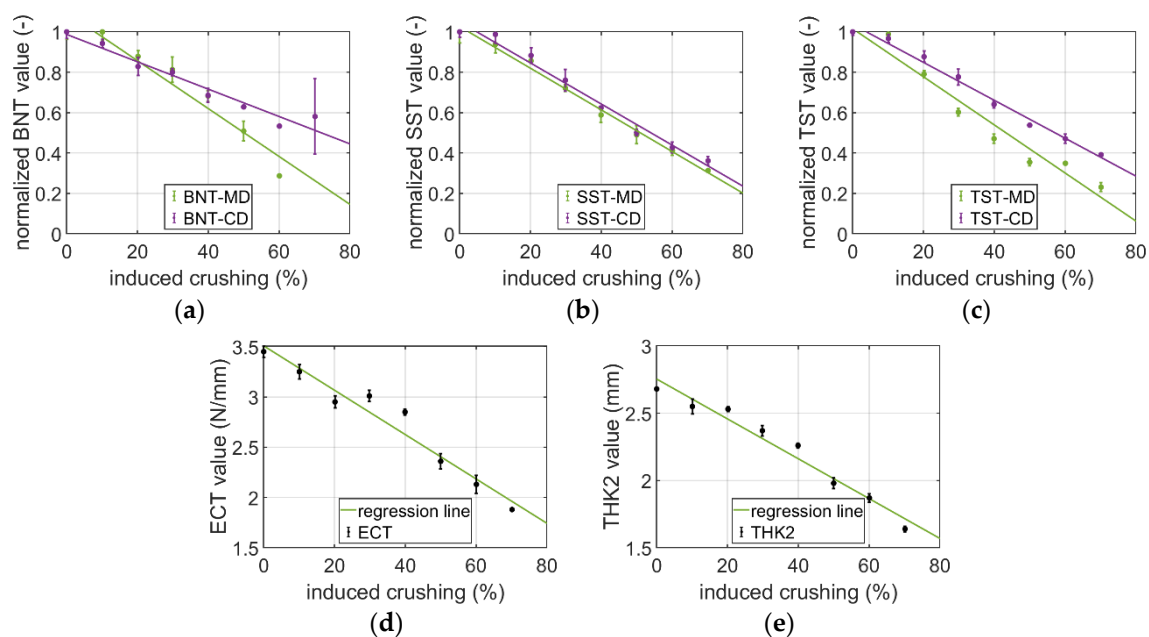 normalized BNT value (-)
1
0.8
0.6
0.4
0.2
0
BNT-MD
BNT-CD
0 20 40 60 80
induced crushing (%)
(a)
normalized SST value (-)
1
0.8
0.6
0.4
0.2
0
SST-MD
SST-CD
0 20 40 60 80
induced crushing (%)
(b)
normalized TST value (-)
1
0.8
0.6
0.4
0.2
0
TST-MD
TST-CD
0 20 40 60 80
induced crushing (%)
(c)
ECT value (N/mm)
3.5
3
2.5
2
1.5
regression line
ECT
0 20 40 60 80
induced crushing (%)
(d)
THK2 value (mm)
3
2.5
2
1.5
regression line
THK2
0 20 40 60 80
induced crushing (%)
(e)